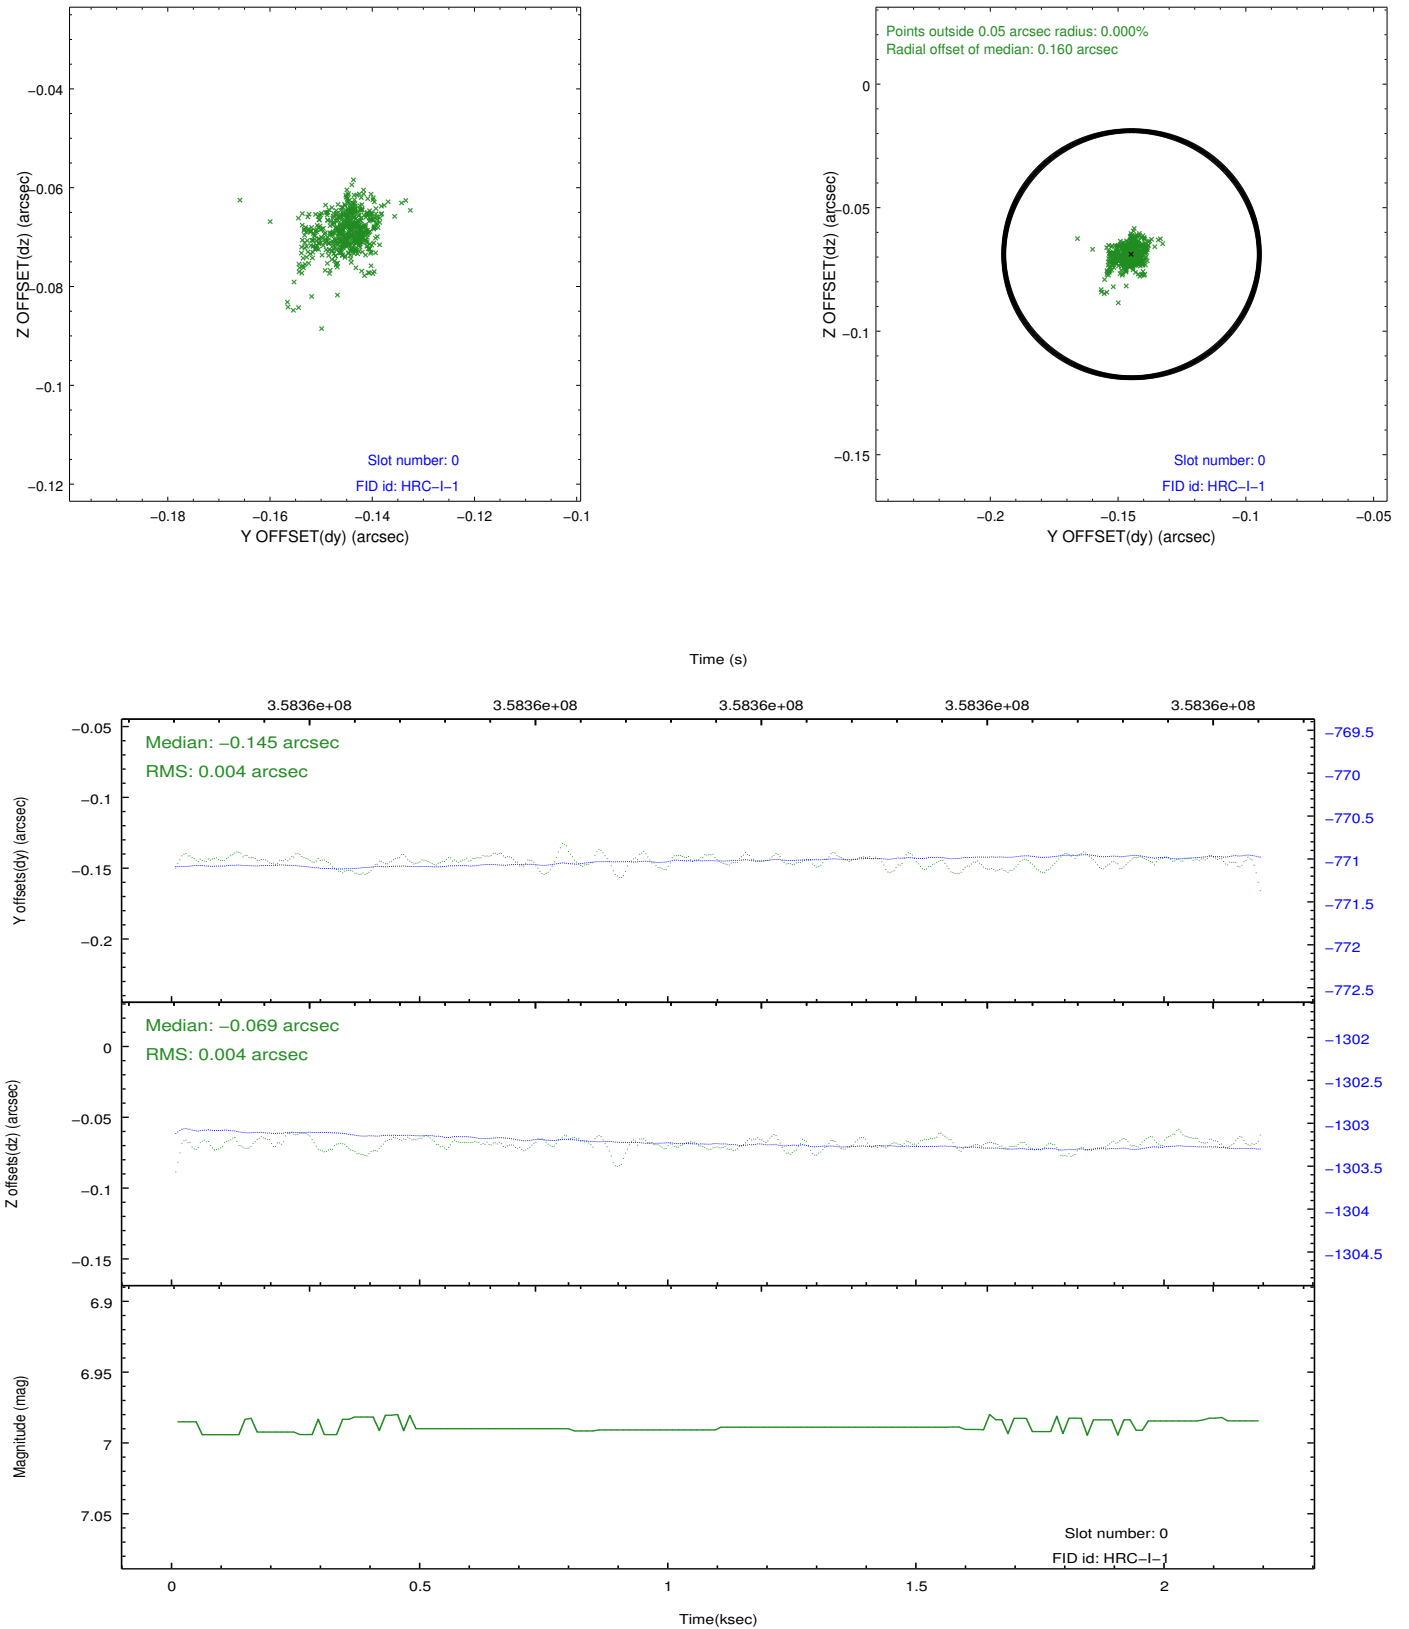 −0.04
−0.06
−0.08
−0.1
−0.12
Z OFFSET(dz) (arcsec)
Slot number: 0
FID id: HRC−I−1
−0.18
−0.16
−0.14
−0.12
−0.1
Y OFFSET(dy) (arcsec)
Points outside 0.05 arcsec radius: 0.000%
Radial offset of median: 0.160 arcsec
0
−0.05
−0.1
−0.15
Z OFFSET(dz) (arcsec)
Slot number: 0
FID id: HRC−I−1
−0.2
−0.15
−0.1
−0.05
Y OFFSET(dy) (arcsec)
Time (s)
3.5836e+08
3.5836e+08
3.5836e+08
3.5836e+08
3.5836e+08
Median: −0.145 arcsec
RMS: 0.004 arcsec
−0.05
−0.1
−0.15
−0.2
Y offsets(dy) (arcsec)
−769.5
−770
−770.5
−771
−771.5
−772
−772.5
Median: −0.069 arcsec
RMS: 0.004 arcsec
0
−0.05
−0.1
−0.15
Z offsets(dz) (arcsec)
−1302
−1302.5
−1303
−1303.5
−1304
−1304.5
6.9
6.95
7
7.05
Magnitude (mag)
Slot number: 0
FID id: HRC−I−1
0
0.5
1
1.5
2
Time(ksec)